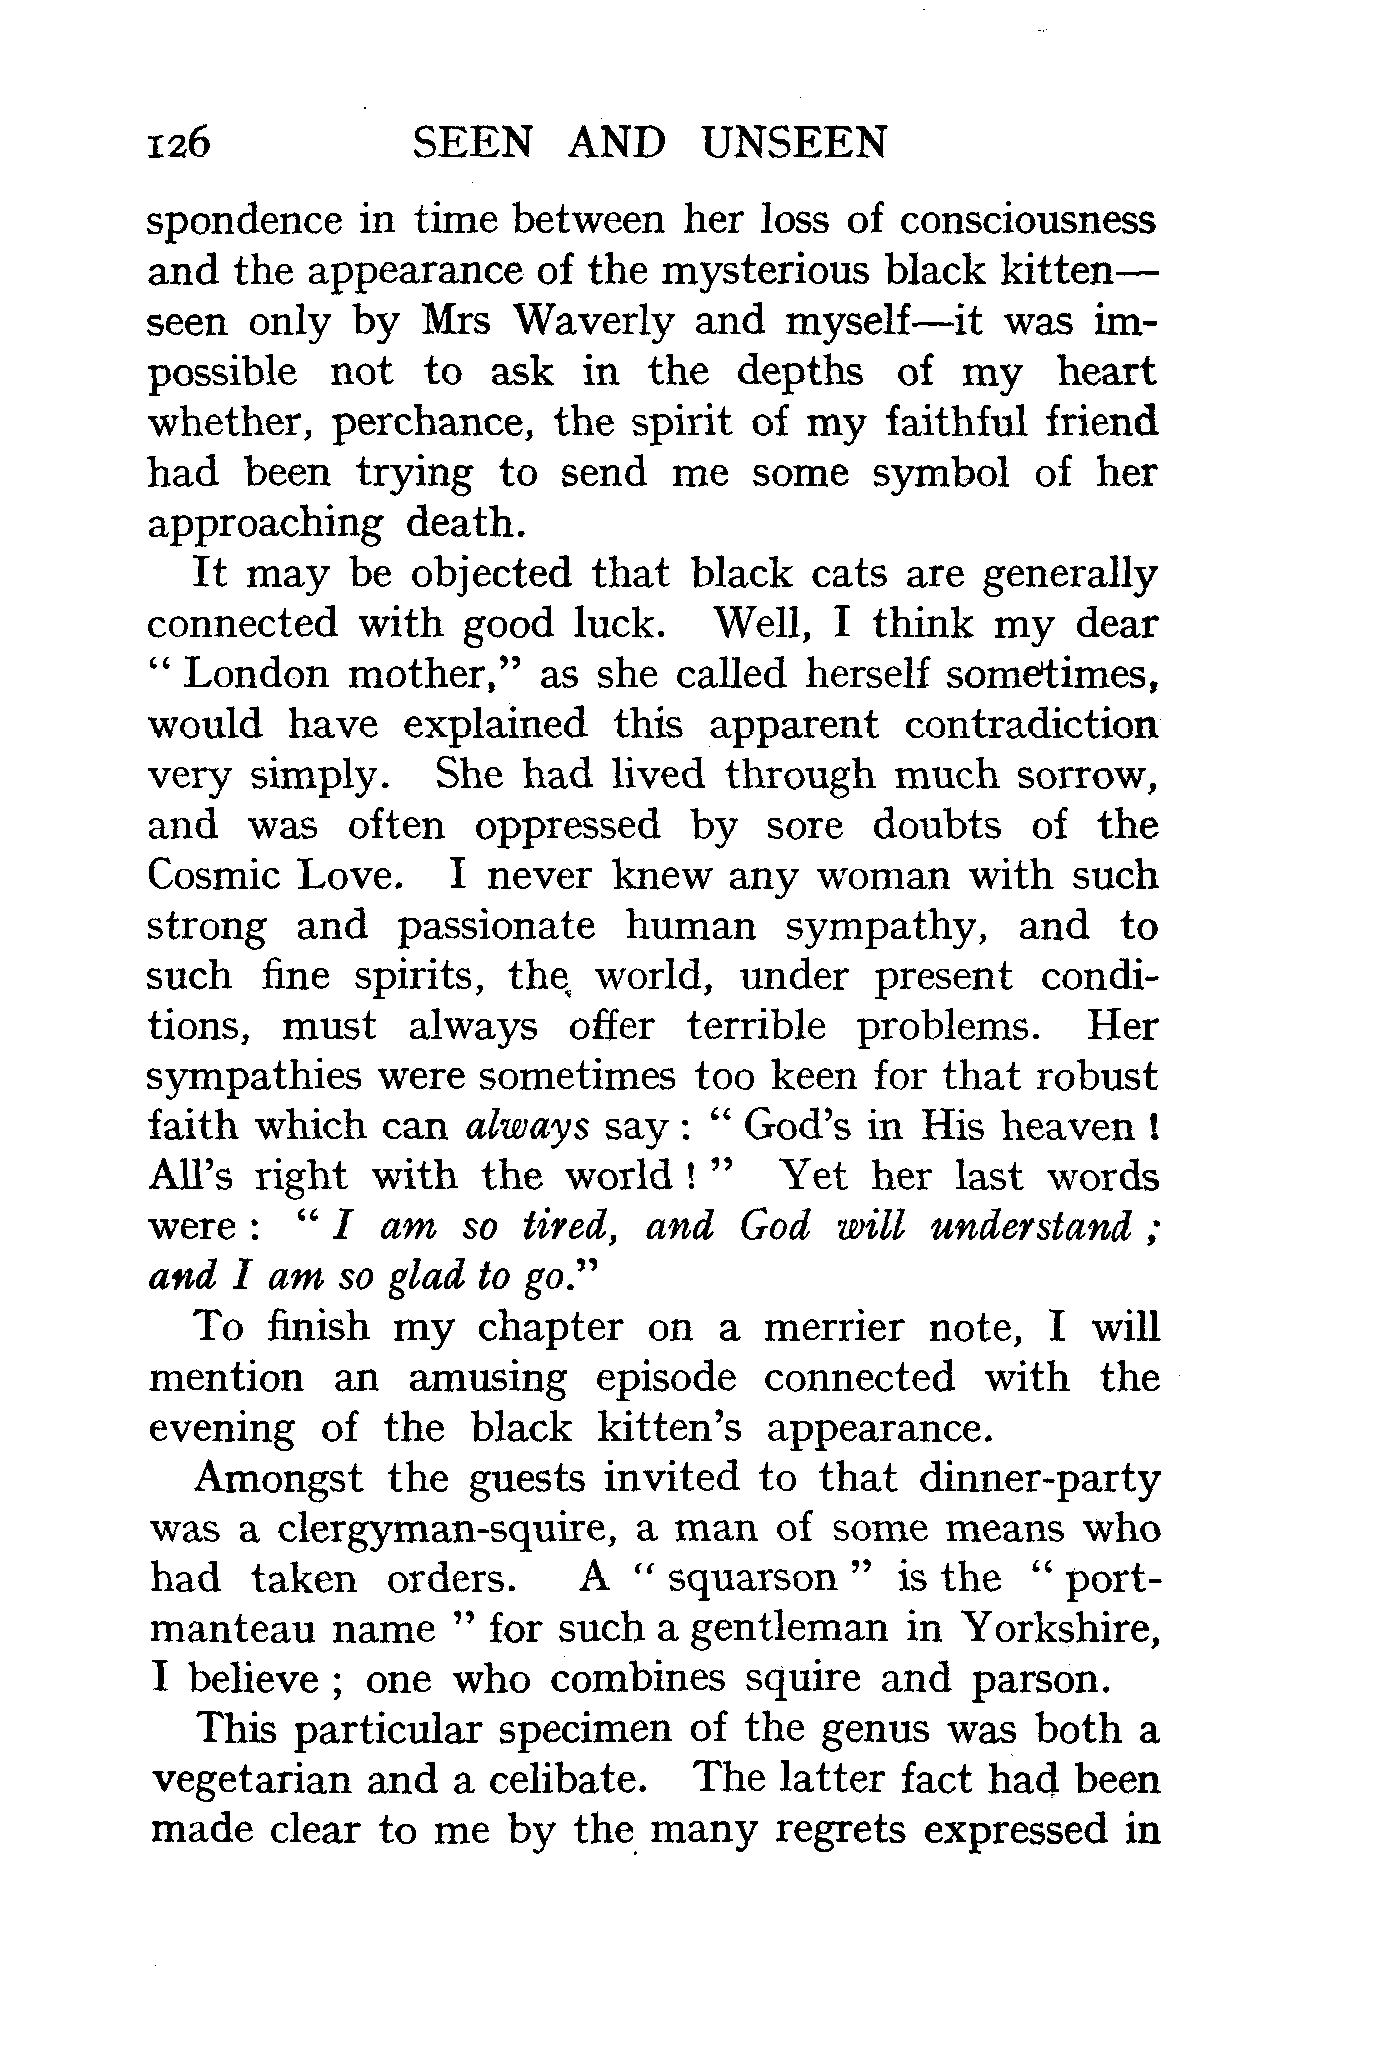 126 SEEN AND UNSEEN
spondence in time between her loss of consciousness
and the appearance of the mysterious black kitten—
seen only by Mrs Waverly and myself—it was im-
possible not to ask in the depths of my heart
whether, perchance, the spirit of my faithful friend
had been trying to send me some symbol of her
approaching death.
It may be objected that black cats are generally
connected with good luck. Well, I think my dear
“ London mother,” as she called herself sometimes,
would have explained this apparent contradiction
very simply. She had lived through much sorrow,
and was often oppressed by sore doubts of the
Cosmic Love. I never knew any woman with such
strong and passionate human sympathy, and to
such fine spirits, the world, under present condi-
tions, must always offer terrible problems. Her
sympathies were sometimes too keen for that robust
faith which can always say : “ God’s in His heaven !
All’s right with the world ! ” Yet her last words
were : “ I am so tired, and God will understand ;
and I am so glad to go.”
To finish my chapter on a merrier note, I will
mention an amusing episode connected with the
evening of the black kitten’s appearance.
Amongst the guests invited to that dinner-party
was a clergyman-squire, a man of some means who
had taken orders. A “ squarson ” is the “ port-
manteau name ” for such a gentleman in Yorkshire,
I believe ; one who combines squire and parson.
This particular specimen of the genus was both a
vegetarian and a celibate. The latter fact had been
made clear to me by the many regrets expressed in